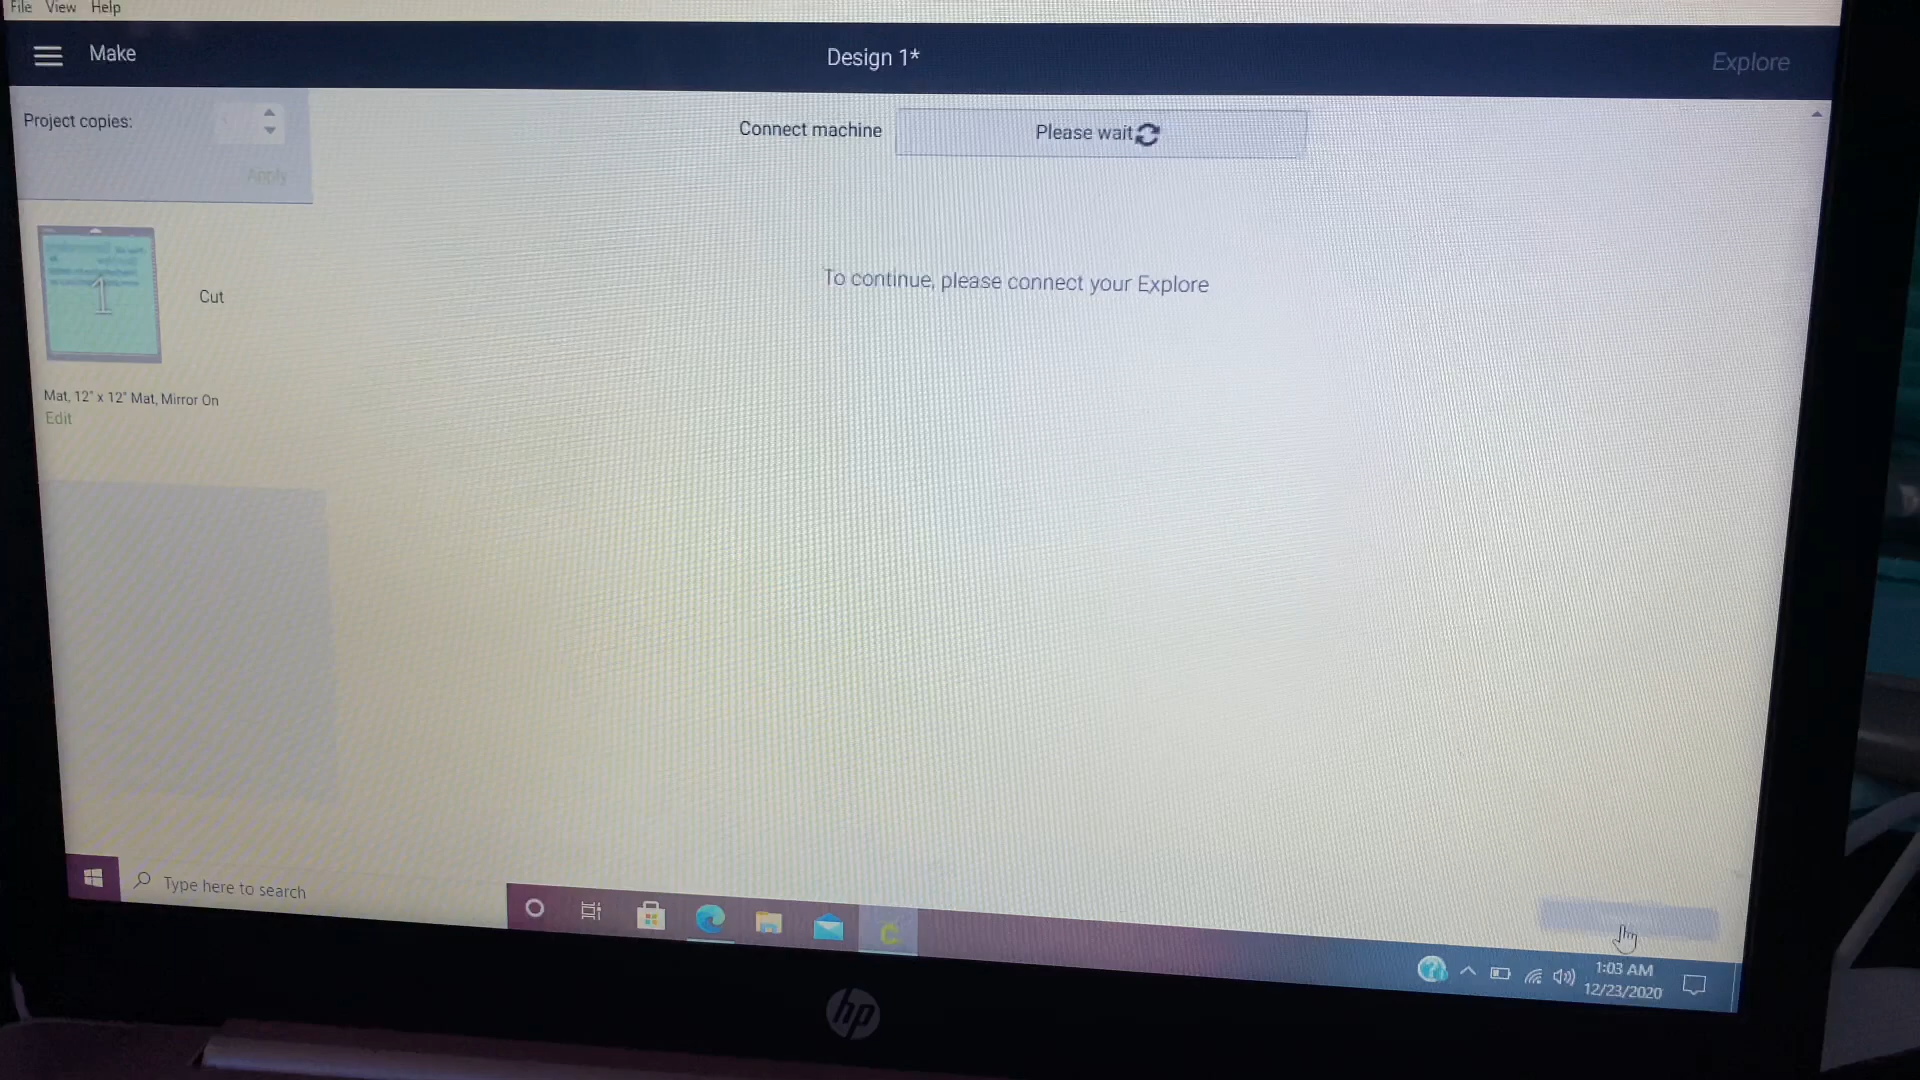 File View Help
Make
Design 1*
Explore
Project copies:
Apply
Connect machine
Please wait
To continue, please connect your Explore
1
Cut
Mat, 12" x 12" Mat, Mirror On
Edit
Type here to search
1:03 AM
12/23/2020
hp